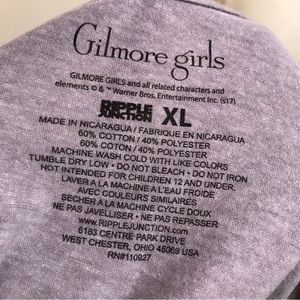 Gilmore girls
GILMORE GIRLS and all related characters and
elements © & ™ Warner Bros. Entertainment Inc. (s17)
RIPPLE JUNCTION XL
MADE IN NICARAGUA / FABRIQUE EN NICARAGUA
60% COTTON / 40% POLYESTER
60% COTON / 40% POLYESTER
MACHINE WASH COLD WITH LIKE COLORS
TUMBLE DRY LOW • DO NOT BLEACH • DO NOT IRON
NOT INTENDED FOR CHILDREN 12 AND UNDER.
LAVER A LA MACHINE A L'EAU FROIDE
AVEC COULEURS SIMILAIRES
SECHER A LA MACHINE CYCLE DOUX
NE PAS JAVELLISER • NE PAS REPASSER
www.RIPPLEJUNCTION.com
6183 CENTRE PARK DRIVE
WEST CHESTER, OHIO 45069 USA
RN#110927